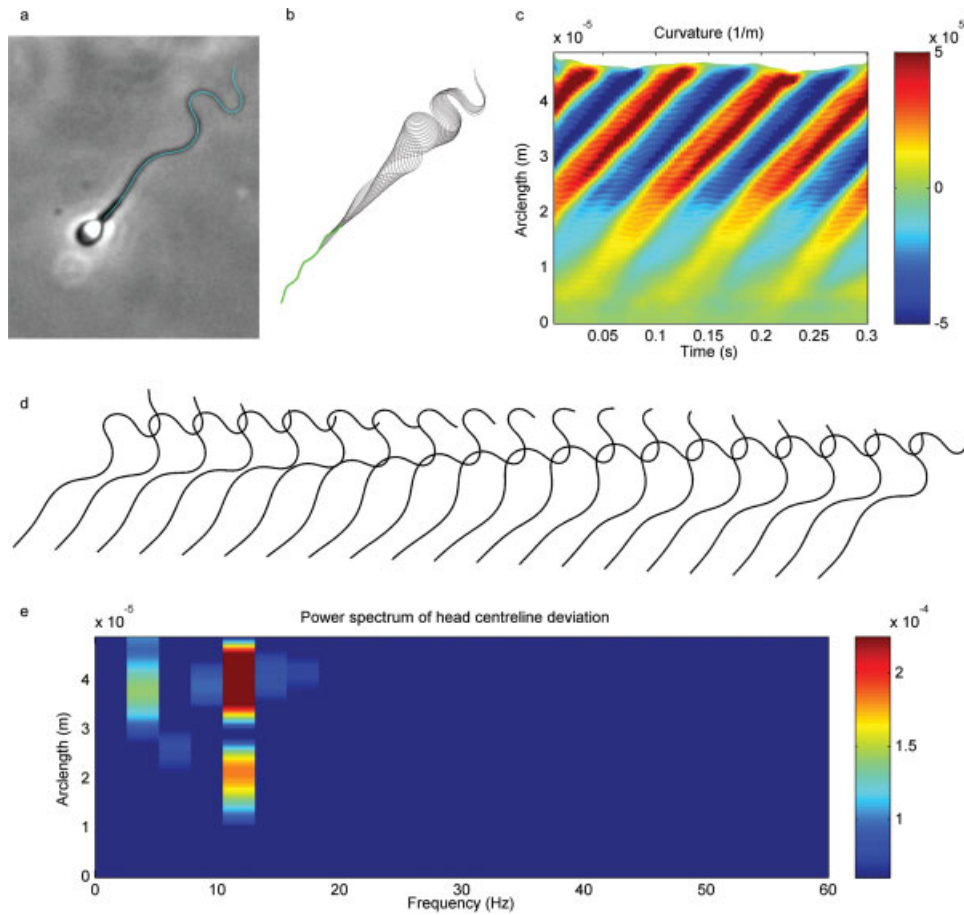 a
b
c
x 10⁻⁵
Curvature (1/m)
x 10⁵
5
4
3
2
1
0
Arclength (m)
0.05
0.1
0.15
0.2
0.25
0.3
Time (s)
0
-5
d
e
x 10⁻⁵
Power spectrum of head centreline deviation
x 10⁻⁴
4
3
2
1
0
Arclength (m)
0
10
20
30
40
50
60
Frequency (Hz)
2
1.5
1